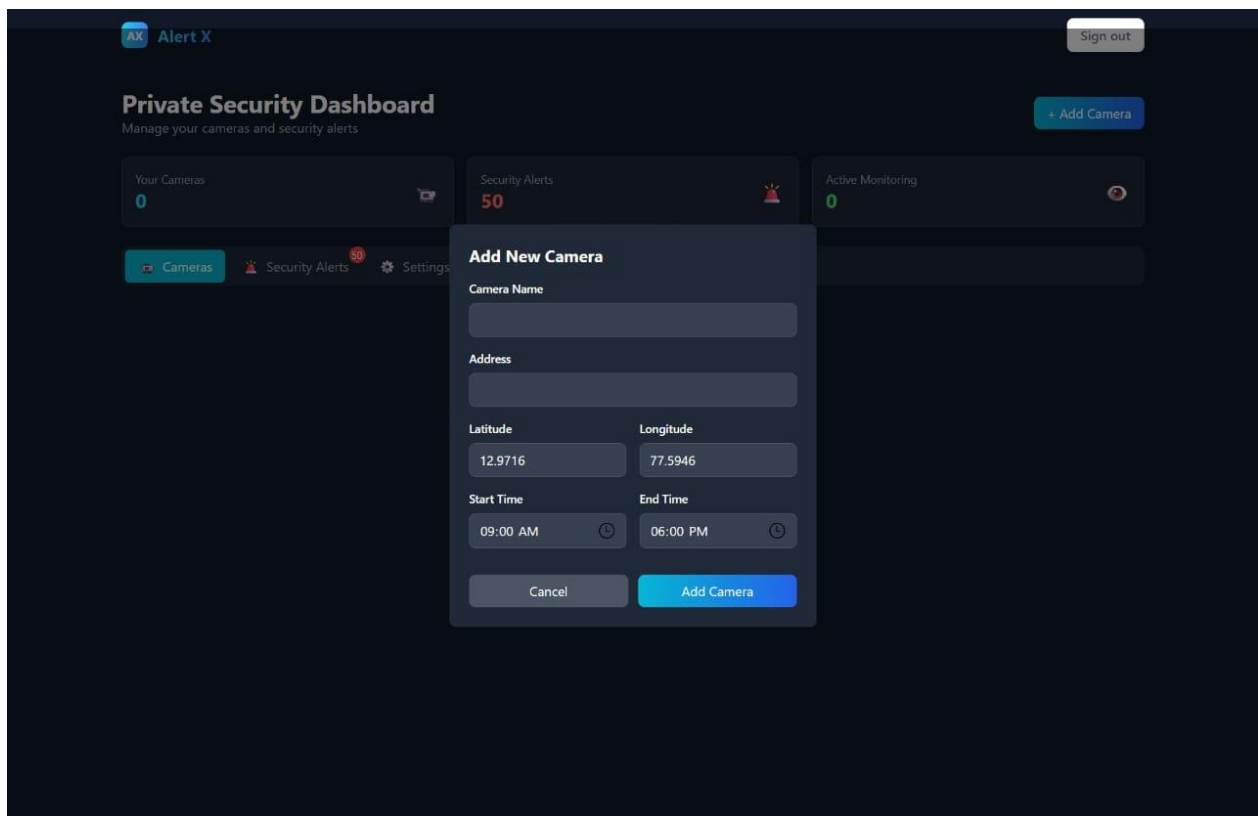 AX Alert X
Sign out
Private Security Dashboard
Manage your cameras and security alerts
+ Add Camera
Your Cameras
0
Security Alerts
50
Active Monitoring
0
Cameras
Security Alerts 50
Settings
Add New Camera
Camera Name
Address
Latitude Longitude
12.9716 77.5946
Start Time End Time
09:00 AM 06:00 PM
Cancel Add Camera